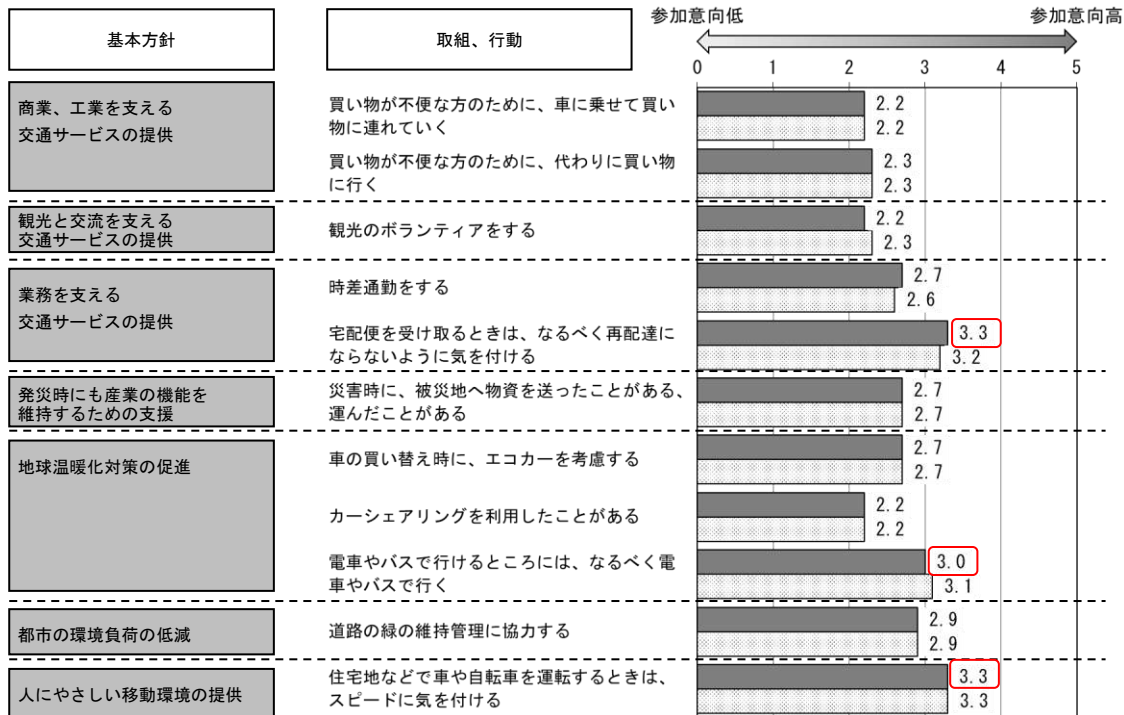 参加意向低 参加意向高
基本方針 取組、行動
0 1 2 3 4 5
商業、工業を支える
交通サービスの提供
買い物が不便な方のために、車に乗せて買い
物に連れていく
2.2
2.2
買い物が不便な方のために、代わりに買い物
に行く
2.3
2.3
観光と交流を支える
交通サービスの提供
観光のボランティアをする
2.2
2.3
業務を支える
交通サービスの提供
時差通勤をする
2.7
2.6
宅配便を受け取るときは、なるべく再配達に
ならないように気を付ける
3.3
3.2
発災時にも産業の機能を
維持するための支援
災害時に、被災地へ物資を送ったことがある、
運んだことがある
2.7
2.7
地球温暖化対策の促進
車の買い替え時に、エコカーを考慮する
2.7
2.7
カーシェアリングを利用したことがある
2.2
2.2
電車やバスで行けるところには、なるべく電
車やバスで行く
3.0
3.1
都市の環境負荷の低減
道路の緑の維持管理に協力する
2.9
2.9
人にやさしい移動環境の提供
住宅地などで車や自転車を運転するときは、
スピードに気を付ける
3.3
3.3